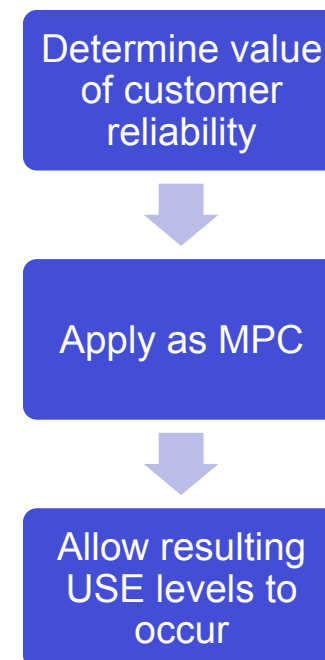 Determine value
of customer
reliability
Apply as MPC
Allow resulting
USE levels to
occur